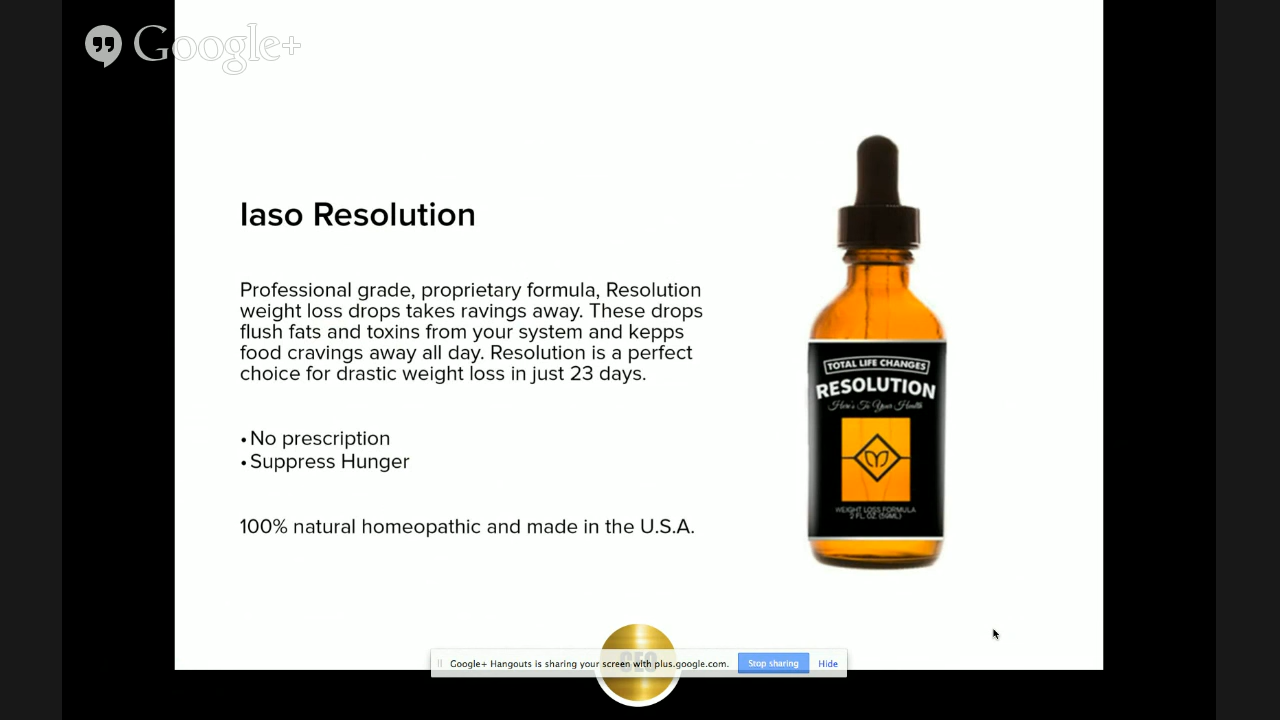 Google+
Iaso Resolution
Professional grade, proprietary formula, Resolution
weight loss drops takes ravings away. These drops
flush fats and toxins from your system and kepps
food cravings away all day. Resolution is a perfect
choice for drastic weight loss in just 23 days.
• No prescription
• Suppress Hunger
100% natural homeopathic and made in the U.S.A.
TOTAL LIFE CHANGES
RESOLUTION
Here's To Your Health
WEIGHT LOSS FORMULA
2 FL. OZ. (59ML)
CEO
Google+ Hangouts is sharing your screen with plus.google.com. Stop sharing Hide